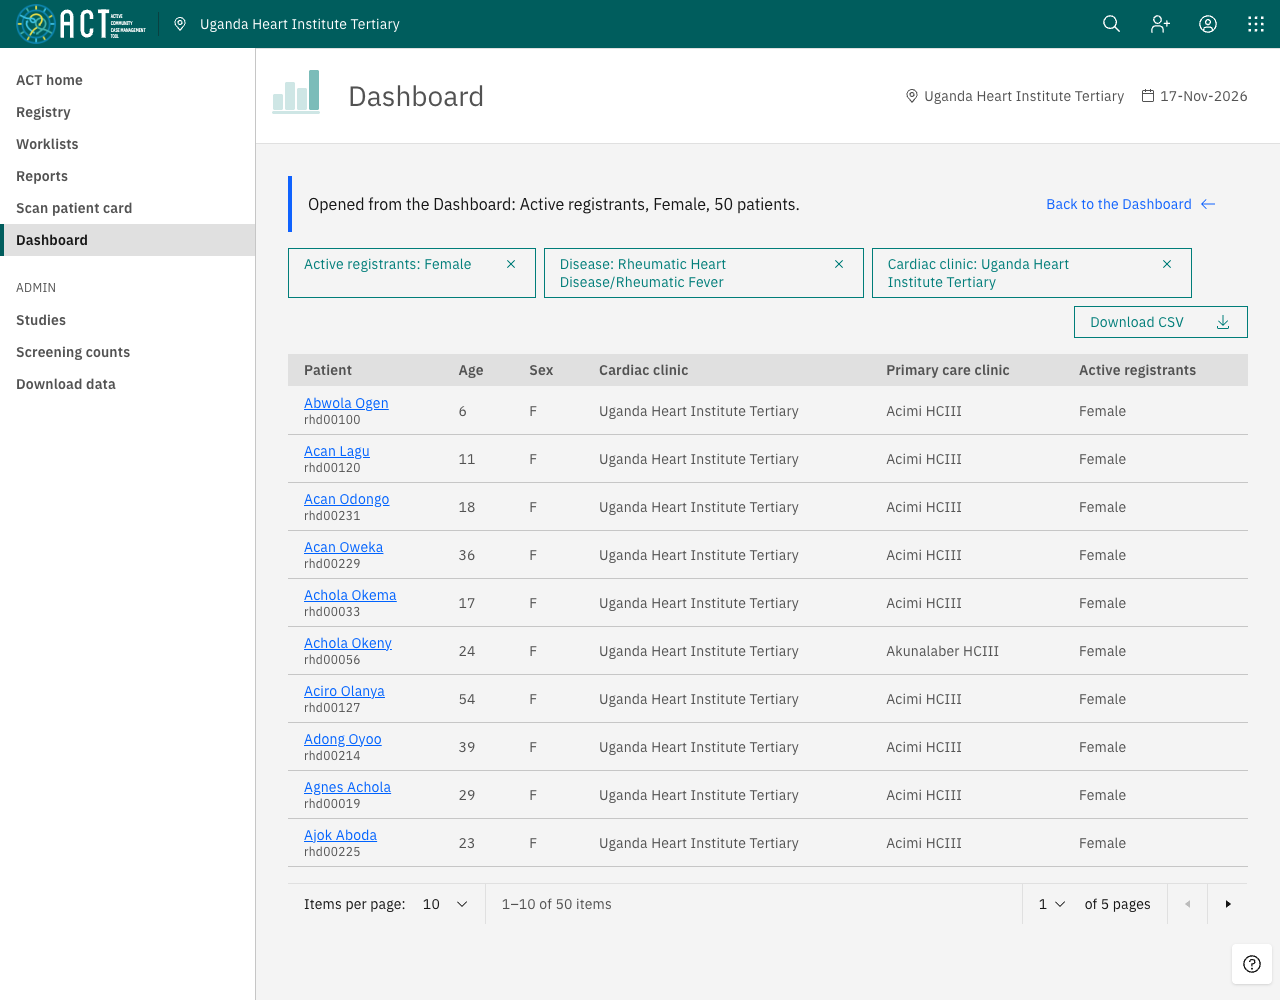 ACT ACTIVE COMMUNITY CASE MANAGEMENT TOOL
Uganda Heart Institute Tertiary
ACT home
Registry
Worklists
Reports
Scan patient card
Dashboard
ADMIN
Studies
Screening counts
Download data
Dashboard
Uganda Heart Institute Tertiary
17-Nov-2026
Opened from the Dashboard: Active registrants, Female, 50 patients.
Back to the Dashboard
Active registrants: Female
Disease: Rheumatic Heart
Disease/Rheumatic Fever
Cardiac clinic: Uganda Heart
Institute Tertiary
Download CSV
Patient Age Sex Cardiac clinic Primary care clinic Active registrants
Abwola Ogen
rhd00100
6 F Uganda Heart Institute Tertiary Acimi HCIII Female
Acan Lagu
rhd00120
11 F Uganda Heart Institute Tertiary Acimi HCIII Female
Acan Odongo
rhd00231
18 F Uganda Heart Institute Tertiary Acimi HCIII Female
Acan Oweka
rhd00229
36 F Uganda Heart Institute Tertiary Acimi HCIII Female
Achola Okema
rhd00033
17 F Uganda Heart Institute Tertiary Acimi HCIII Female
Achola Okeny
rhd00056
24 F Uganda Heart Institute Tertiary Akunalaber HCIII Female
Aciro Olanya
rhd00127
54 F Uganda Heart Institute Tertiary Acimi HCIII Female
Adong Oyoo
rhd00214
39 F Uganda Heart Institute Tertiary Acimi HCIII Female
Agnes Achola
rhd00019
29 F Uganda Heart Institute Tertiary Acimi HCIII Female
Ajok Aboda
rhd00225
23 F Uganda Heart Institute Tertiary Acimi HCIII Female
Items per page: 10
1–10 of 50 items
1 of 5 pages